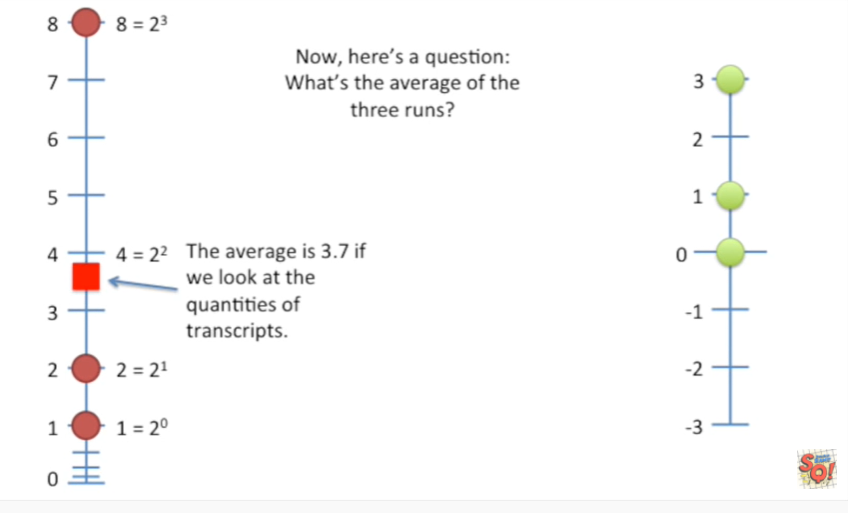 Now, here's a question:
What's the average of the
three runs?
8
8 = 2³
7
6
5
4
4 = 2²
The average is 3.7 if
we look at the
quantities of
transcripts.
3
2
2 = 2¹
1
1 = 2⁰
0
3
2
1
0
-1
-2
-3
SO!